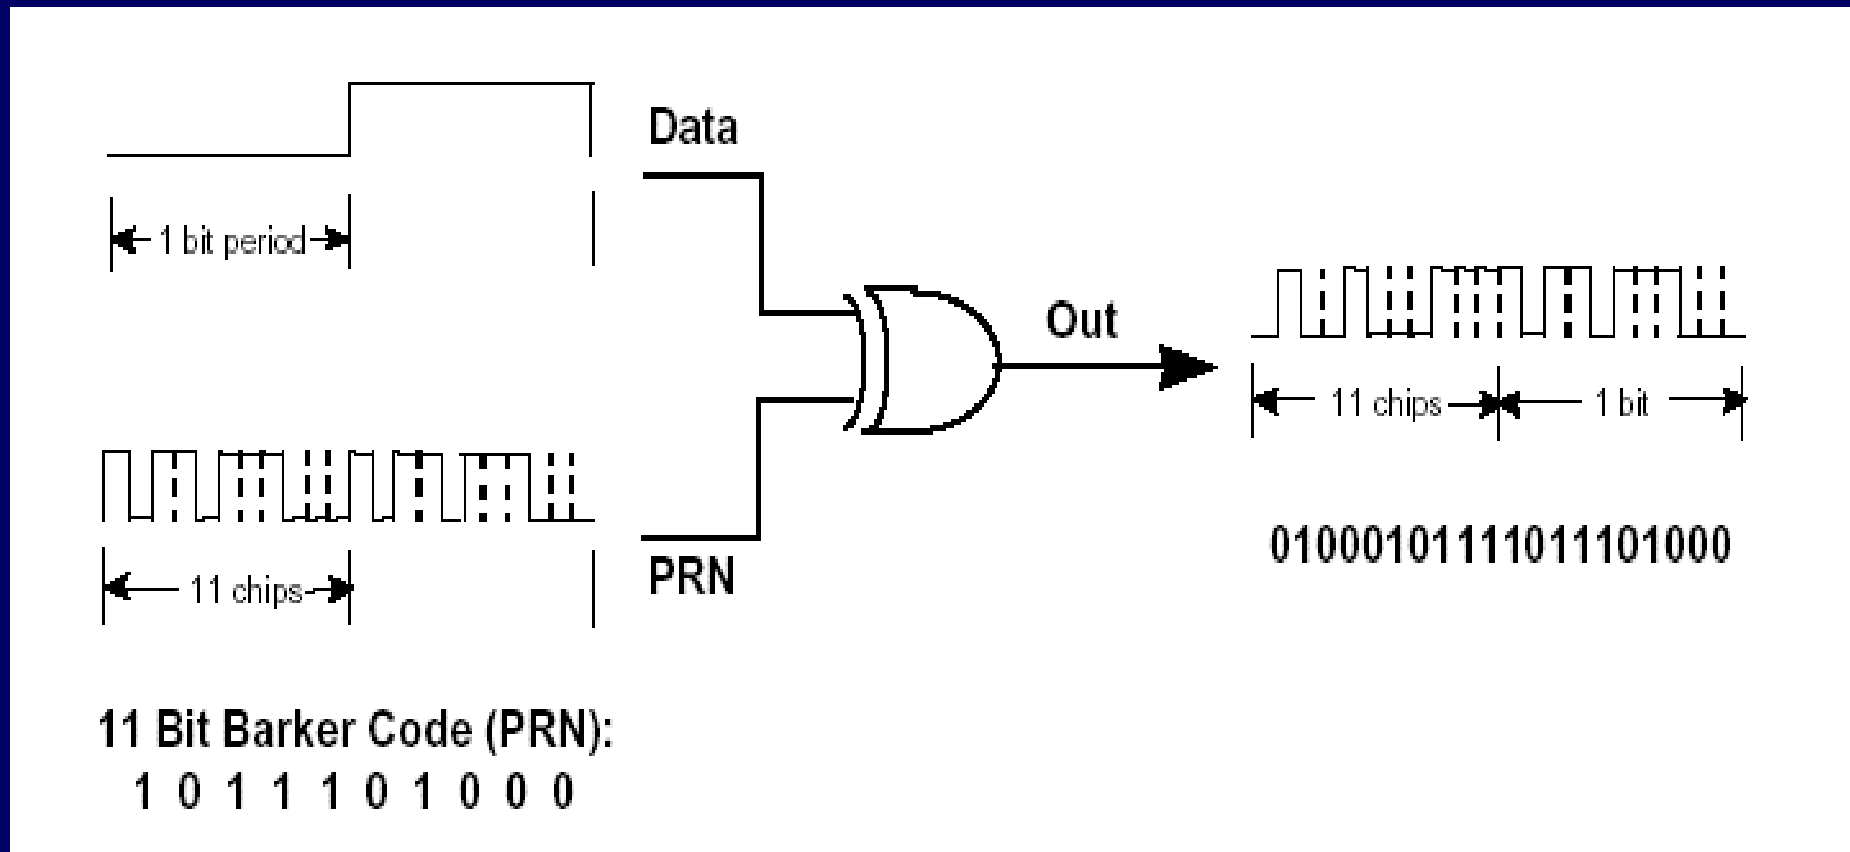 Data
1 bit period
Out
11 chips
1 bit
11 chips
PRN
01000101111011101000
11 Bit Barker Code (PRN):
1 0 1 1 1 0 1 0 0 0